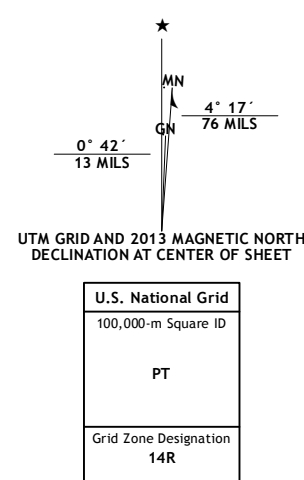 ★
MN
4° 17´
76 MILS
GN
0° 42´
13 MILS
UTM GRID AND 2013 MAGNETIC NORTH
DECLINATION AT CENTER OF SHEET
U.S. National Grid
100,000-m Square ID
PT
Grid Zone Designation
14R